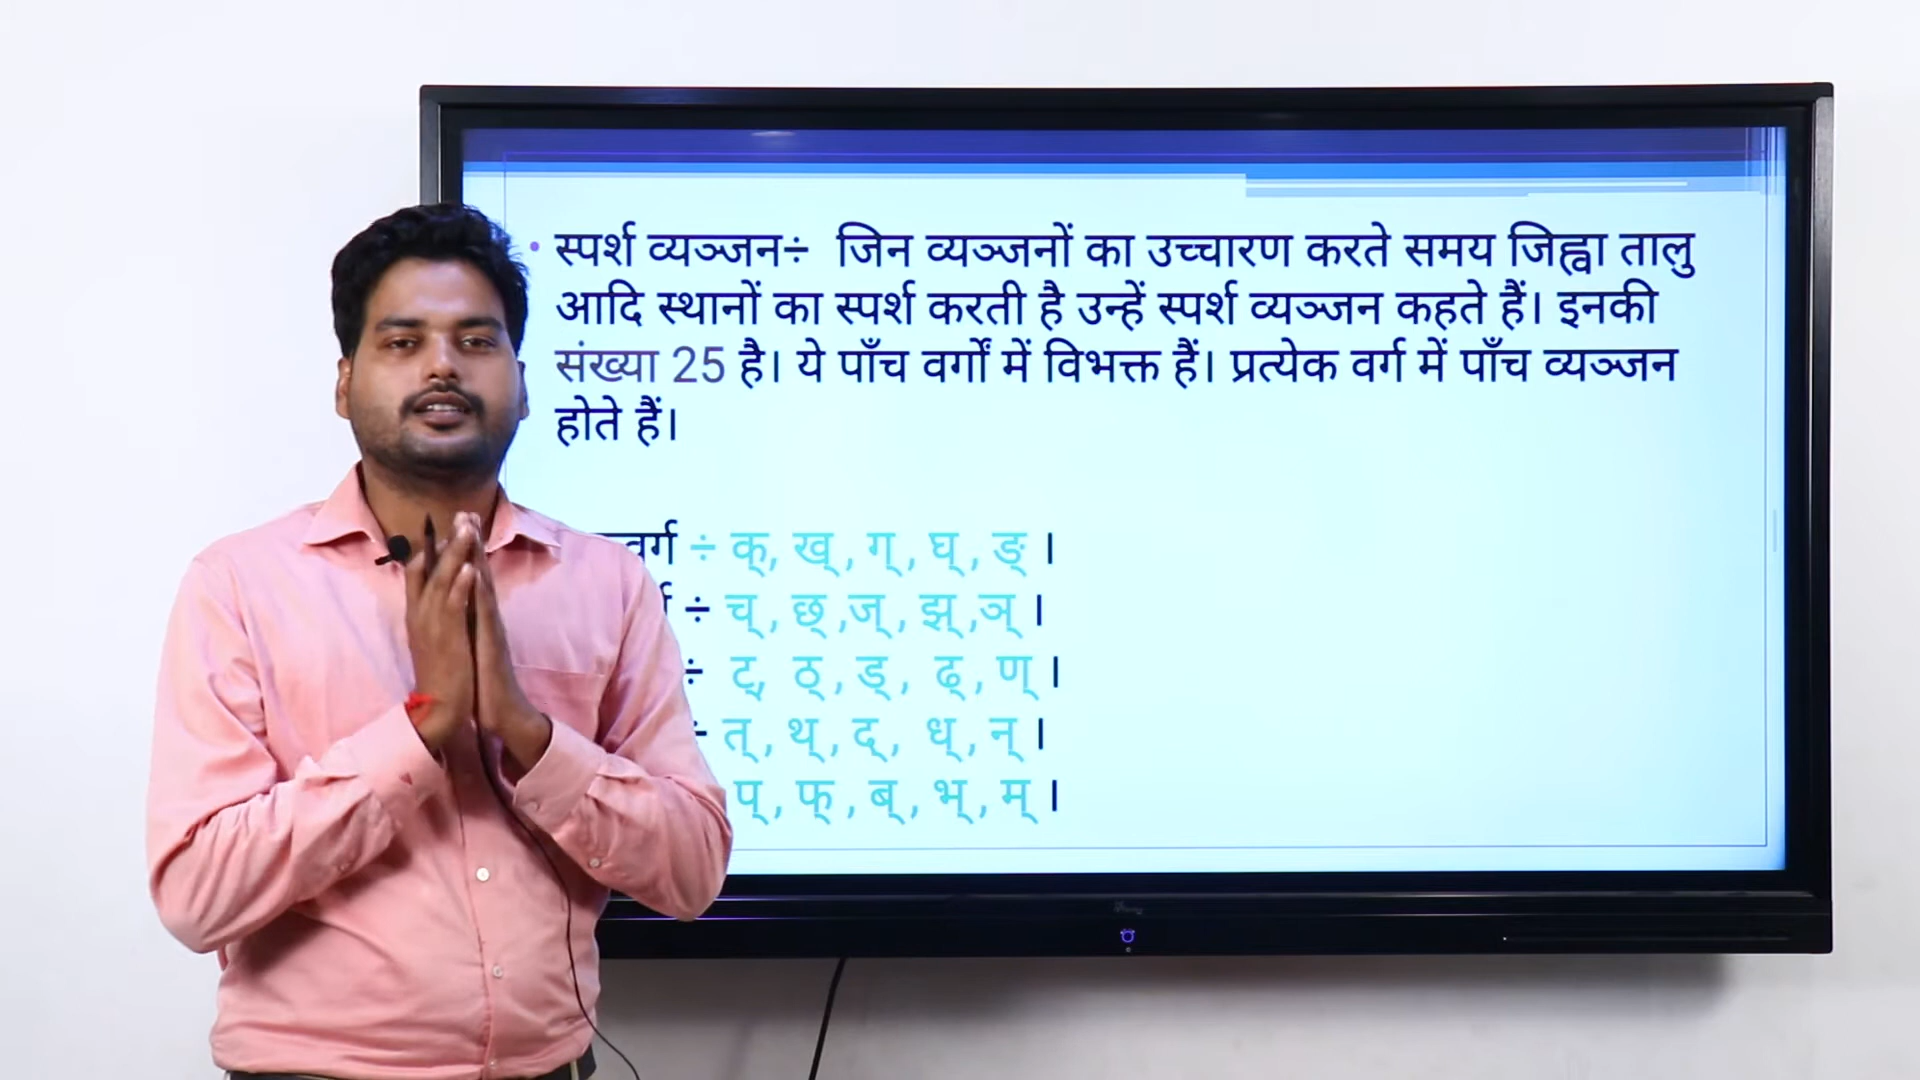 स्पर्श व्यञ्जन÷ जिन व्यञ्जनों का उच्चारण करते समय जिह्वा तालु
आदि स्थानों का स्पर्श करती है उन्हें स्पर्श व्यञ्जन कहते हैं। इनकी
संख्या 25 है। ये पाँच वर्गों में विभक्त हैं। प्रत्येक वर्ग में पाँच व्यञ्जन
होते हैं।
वर्ग ÷ क्, ख् , ग् , घ् , ङ् ।
÷ च् , छ् ,ज् , झ् ,ञ् ।
÷ ट्, ठ् , ड् , ढ् , ण् ।
÷ त् , थ् , द् , ध् , न् ।
प् , फ् , ब् , भ् , म् ।